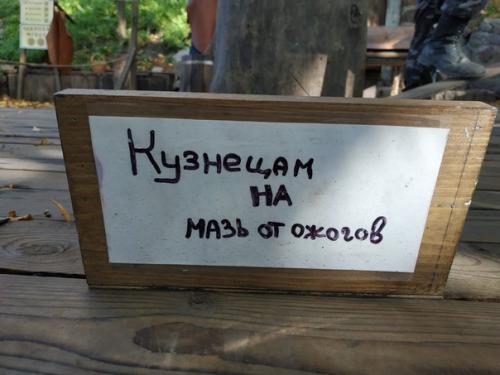 Кузнецам
на
мазь от ожогов